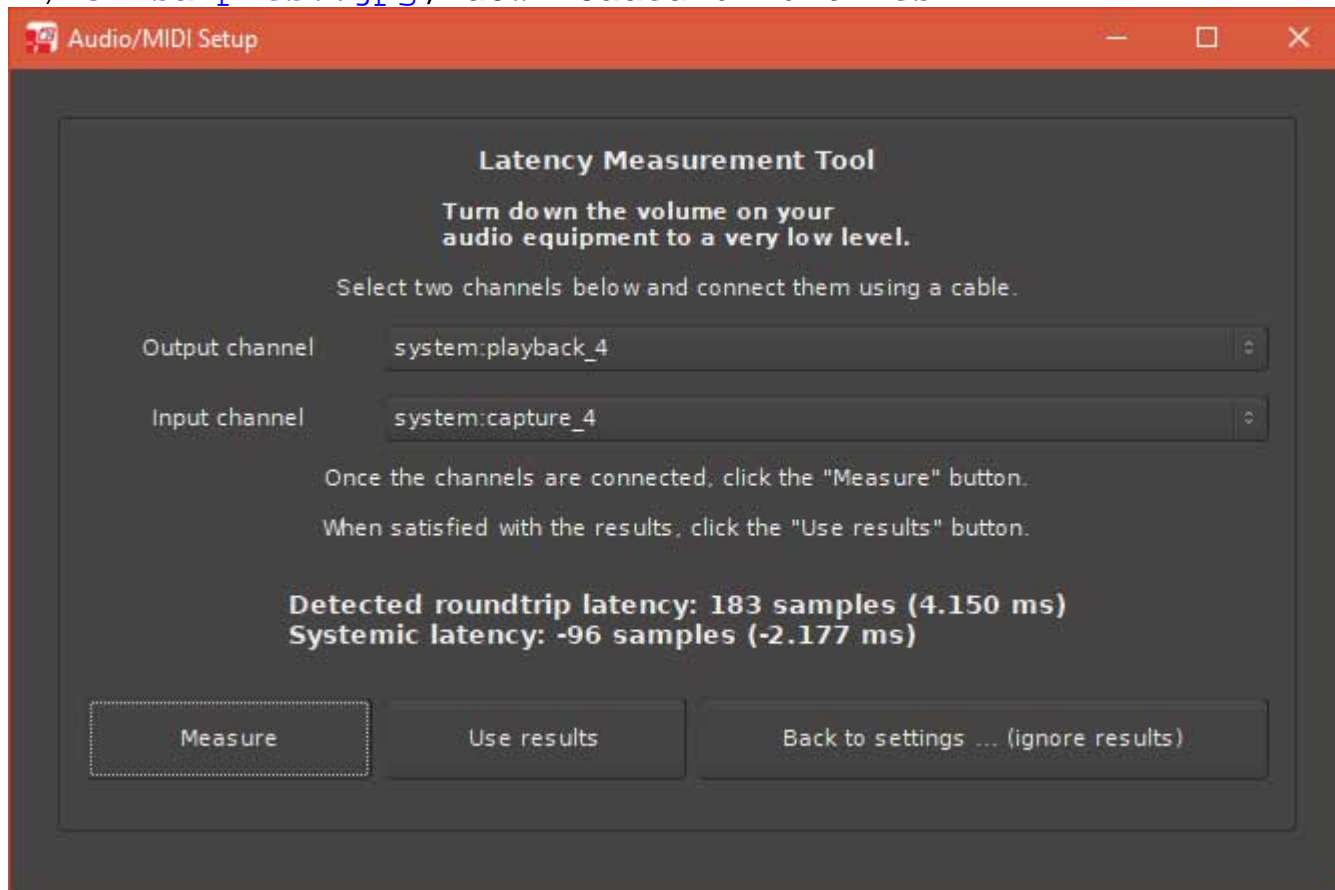 Audio/MIDI Setup
Latency Measurement Tool
Turn down the volume on your
audio equipment to a very low level.
Select two channels below and connect them using a cable.
Output channel system:playback_4
Input channel system:capture_4
Once the channels are connected, click the "Measure" button.
When satisfied with the results, click the "Use results" button.
Detected roundtrip latency: 183 samples (4.150 ms)
Systemic latency: -96 samples (-2.177 ms)
Measure Use results Back to settings ... (ignore results)